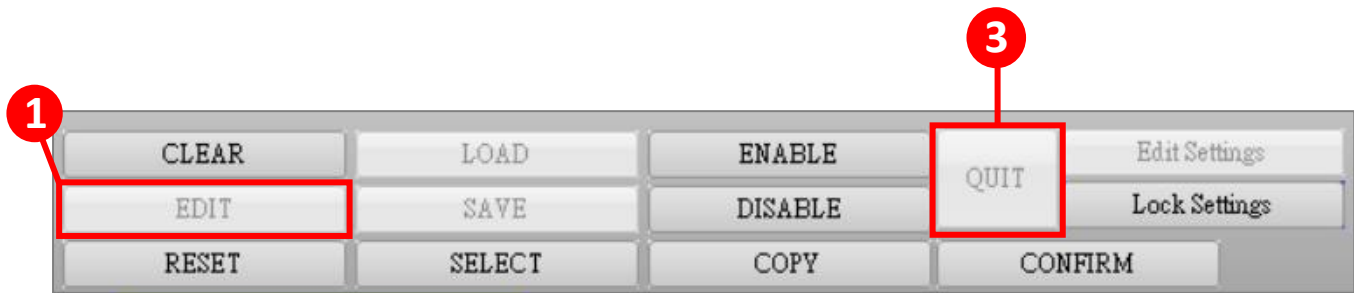 3
1
CLEAR LOAD ENABLE QUIT Edit Settings
EDIT SAVE DISABLE Lock Settings
RESET SELECT COPY CONFIRM